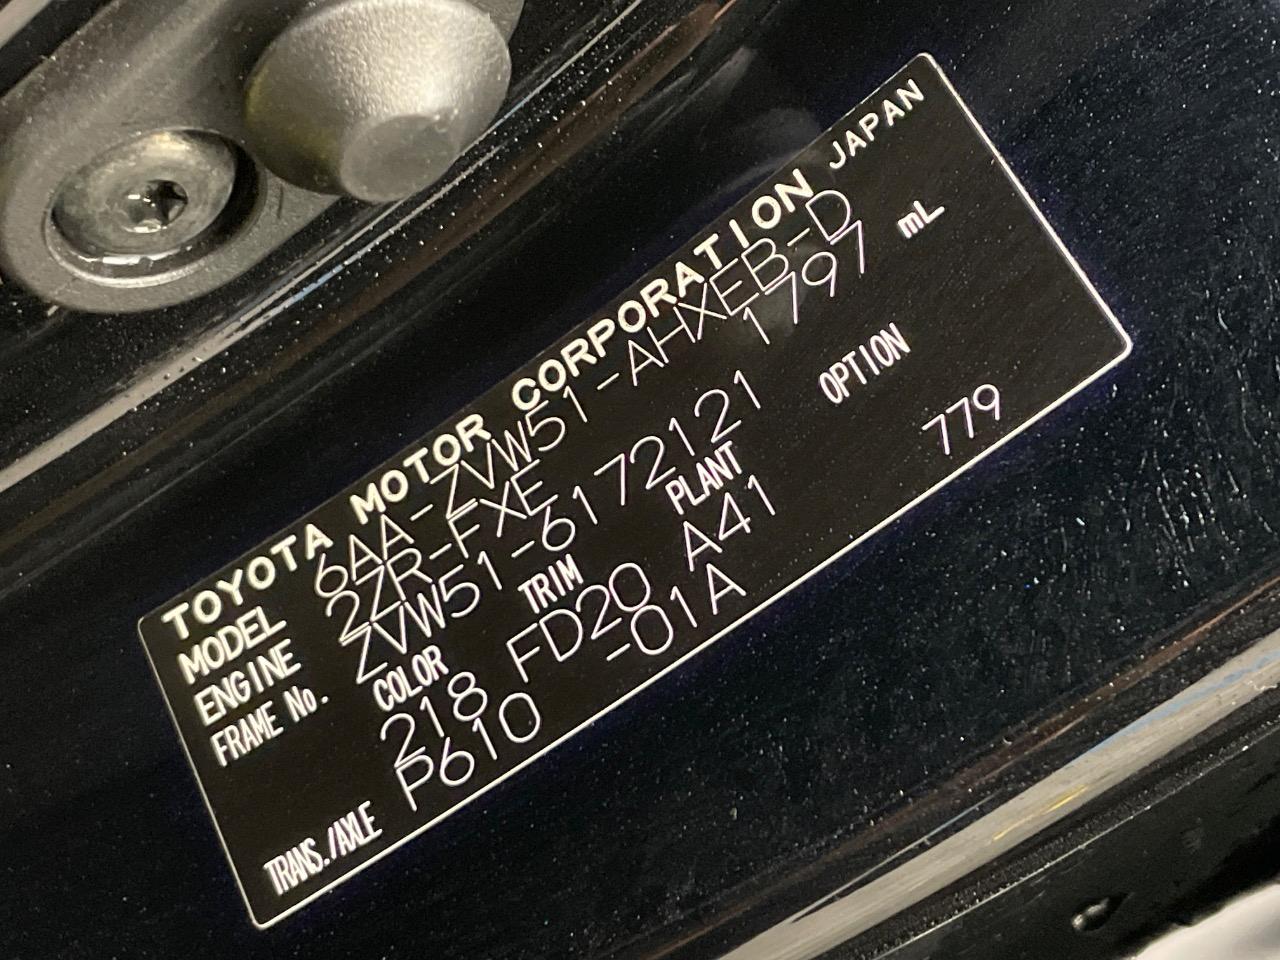 TOYOTA MOTOR CORPORATION JAPAN
MODEL 6AA-ZVW51-AHXEB-D
ENGINE 2ZR-FXE 1797 mL
FRAME No. ZVW51-6172121
COLOR TRIM PLANT OPTION
218 FD20 A41 779
TRANS./AXLE P610 -01A